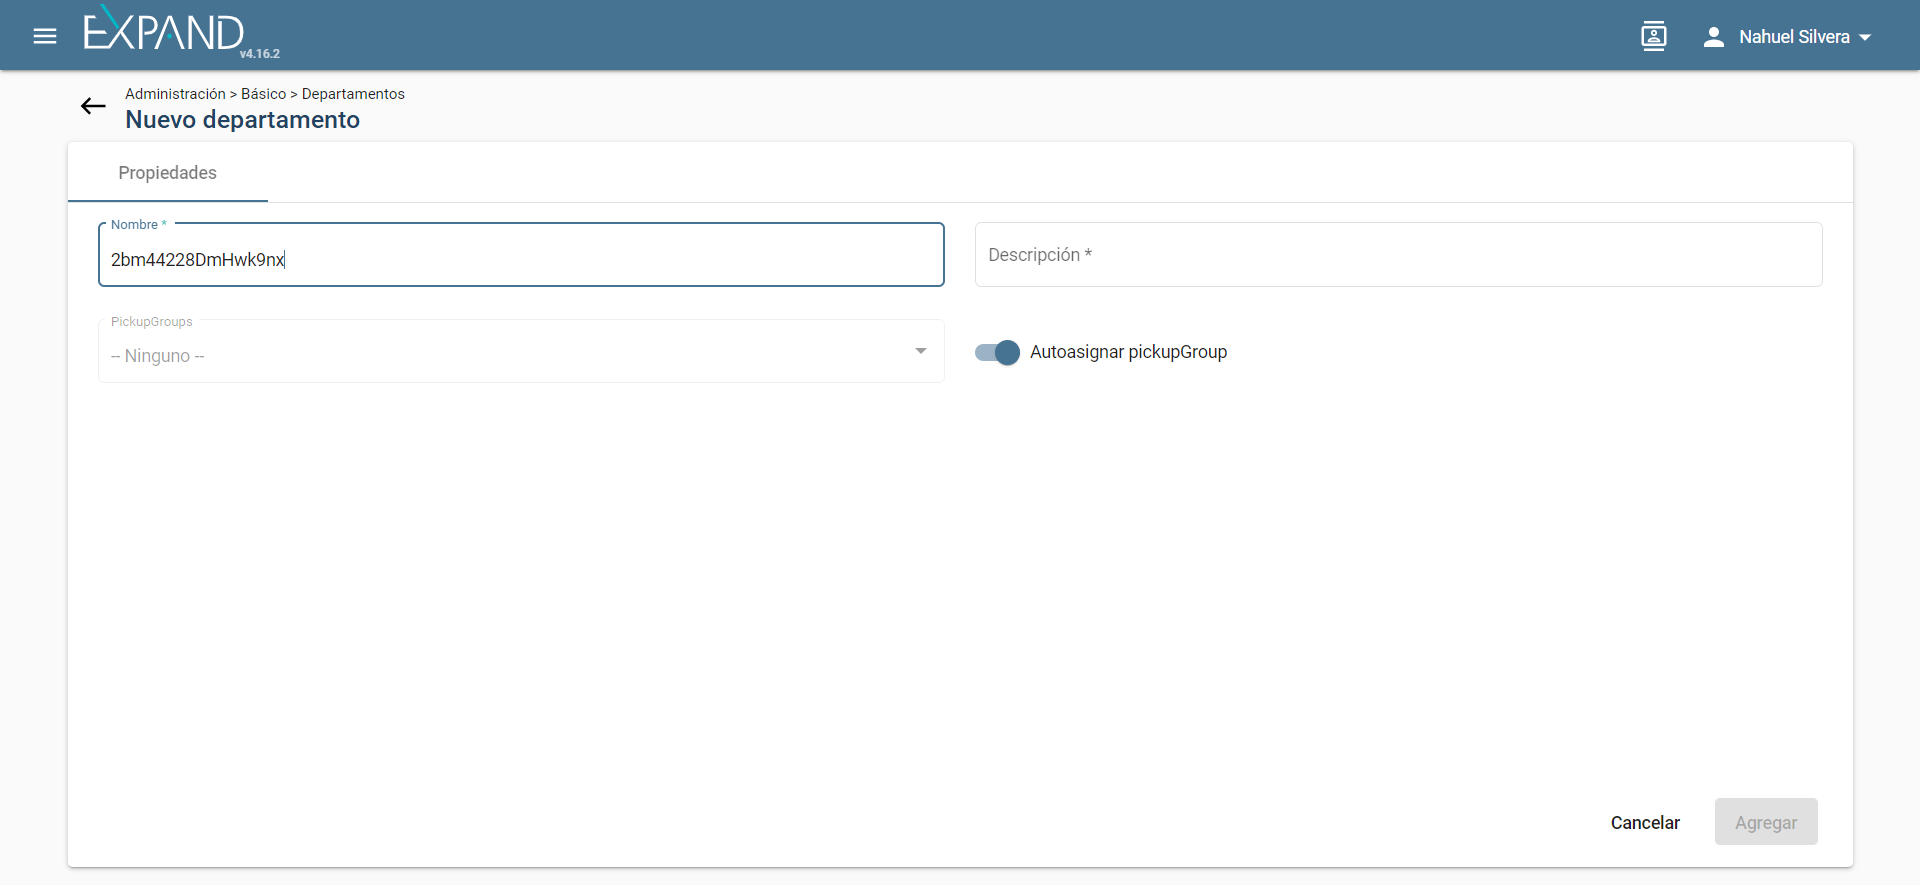 EXPAND
v4.16.2
Nahuel Silvera
Administración > Básico > Departamentos
Nuevo departamento
Propiedades
Nombre *
2bm44228DmHwk9nx
Descripción *
PickupGroups
-- Ninguno --
Autoasignar pickupGroup
Cancelar
Agregar